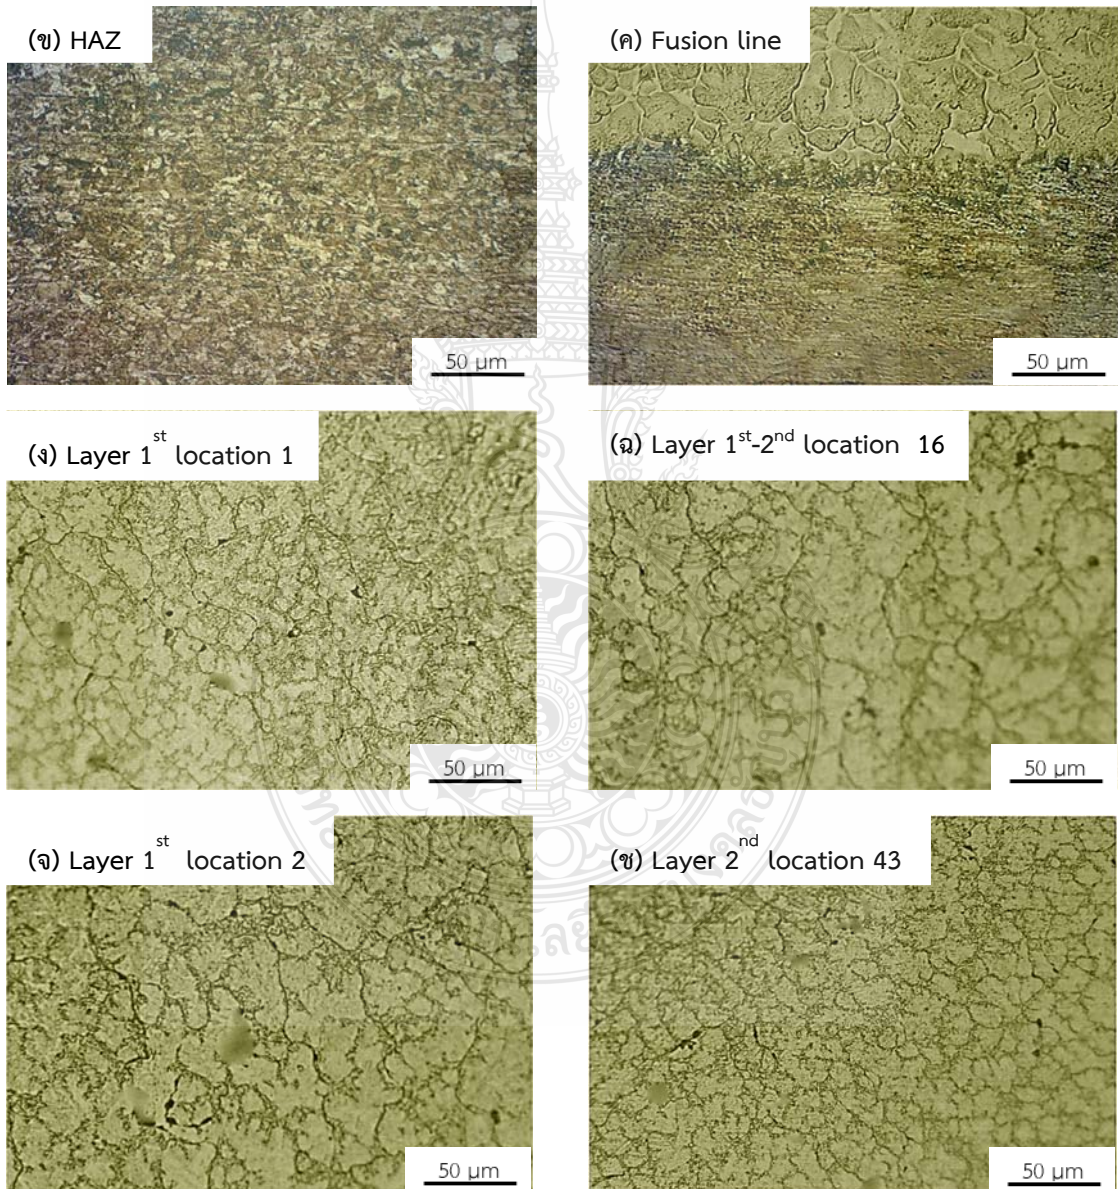 (ข) HAZ
(ค) Fusion line
50 µm
50 µm
(ง) Layer 1st location 1
(ฉ) Layer 1st-2nd location 16
50 µm
50 µm
(จ) Layer 1st location 2
(ช) Layer 2nd location 43
50 µm
50 µm